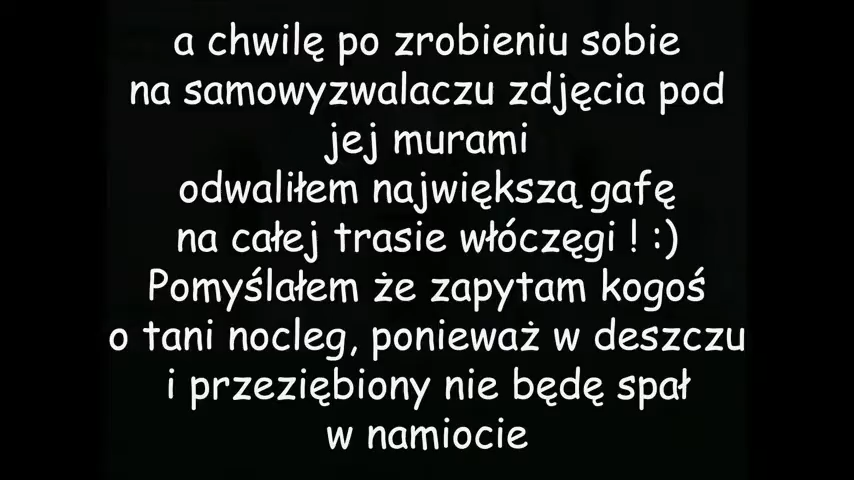 a chwilę po zrobieniu sobie
na samowyzwalaczu zdjęcia pod
jej murami
odwaliłem największą gafę
na całej trasie włóczęgi ! :)
Pomyślałem że zapytam kogoś
o tani nocleg, ponieważ w deszczu
i przeziębiony nie będę spał
w namiocie